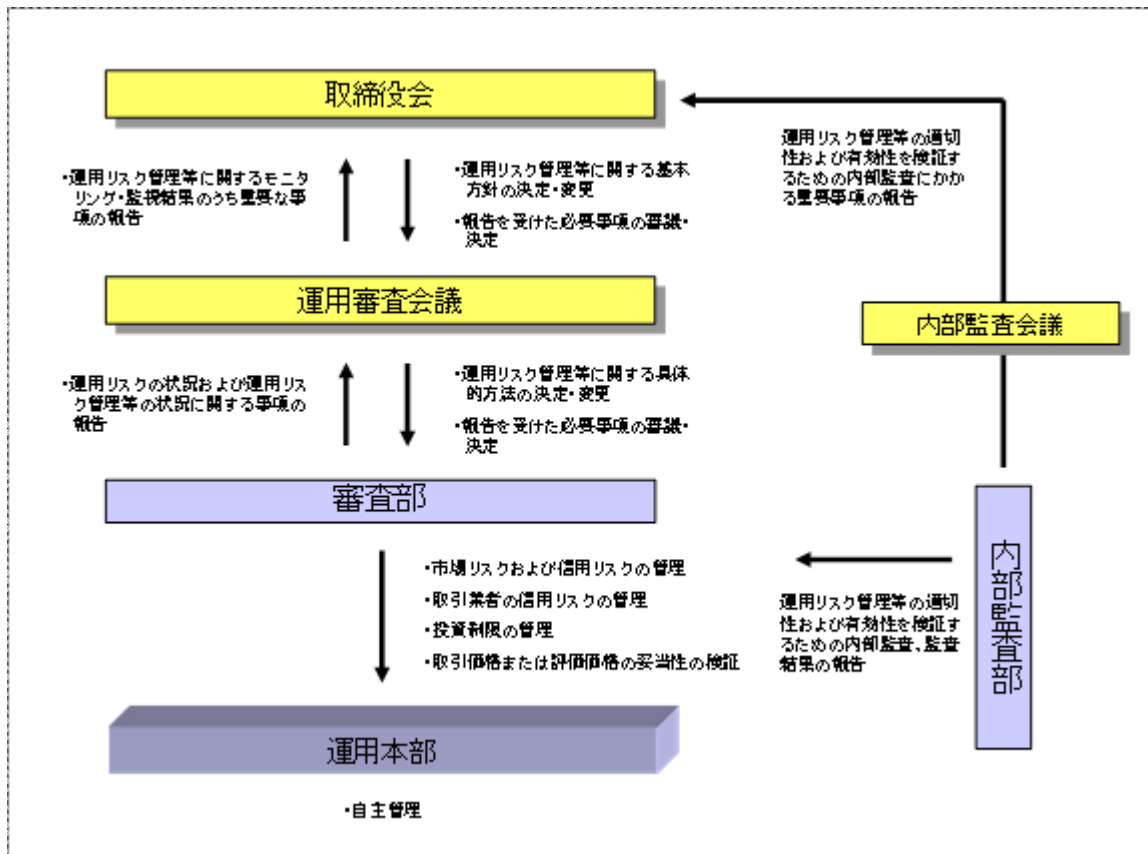 取締役会
・運用リスク管理等に関するモニタ
リング・監視結果のうち重要な事
項の報告
・運用リスク管理等に関する基本
方針の決定・変更
・報告を受けた必要事項の審議・
決定
運用リスク管理等の適切
性および有効性を検証す
るための内部監査にかか
る重要事項の報告
運用審査会議
内部監査会議
・運用リスクの状況および運用リス
ク管理等の状況に関する事項の
報告
・運用リスク管理等に関する具体
的方法の決定・変更
・報告を受けた必要事項の審議・
決定
審査部
内部監査部
・市場リスクおよび信用リスクの管理
・取引業者の信用リスクの管理
・投資制限の管理
・取引価格または評価価格の妥当性の検証
運用リスク管理等の適切
性および有効性を検証す
るための内部監査、監査
結果の報告
運用本部
・自主管理